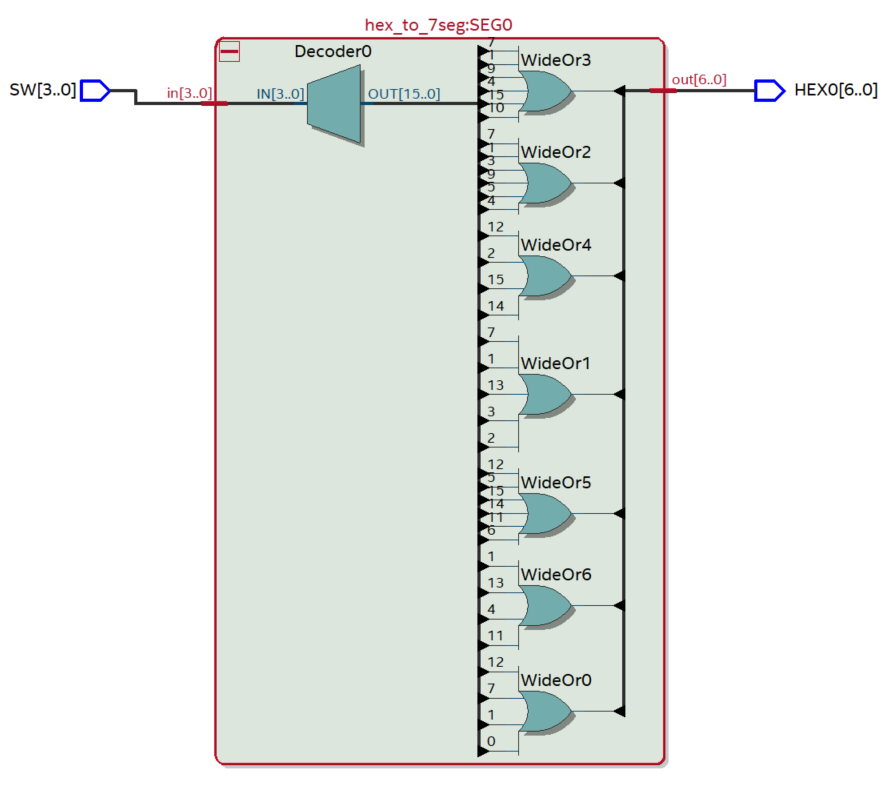 hex_to_7seg:SEG0
Decoder0
SW[3..0]
in[3..0]
IN[3..0]
OUT[15..0]
out[6..0]
HEX0[6..0]
7
1
9
4
15
10
WideOr3
7
1
3
9
5
4
WideOr2
12
2
15
14
WideOr4
7
1
13
3
2
WideOr1
12
5
15
14
11
6
WideOr5
1
13
4
11
WideOr6
12
7
1
0
WideOr0